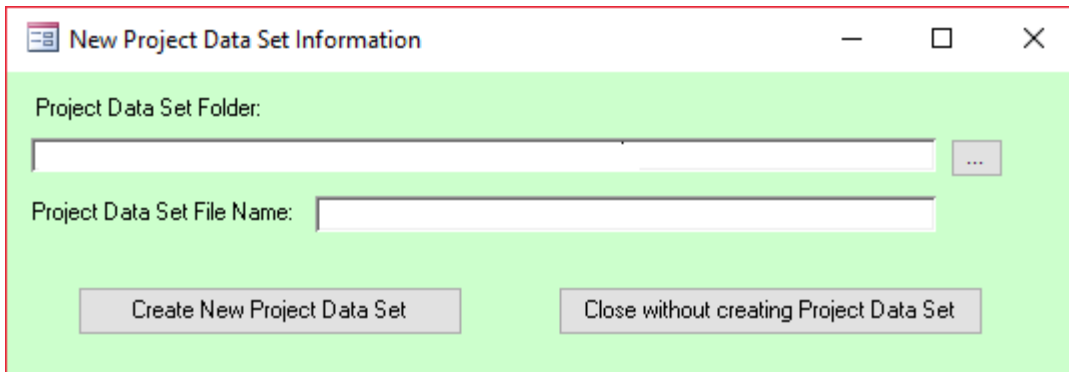 New Project Data Set Information
Project Data Set Folder:
...
Project Data Set File Name:
Create New Project Data Set
Close without creating Project Data Set